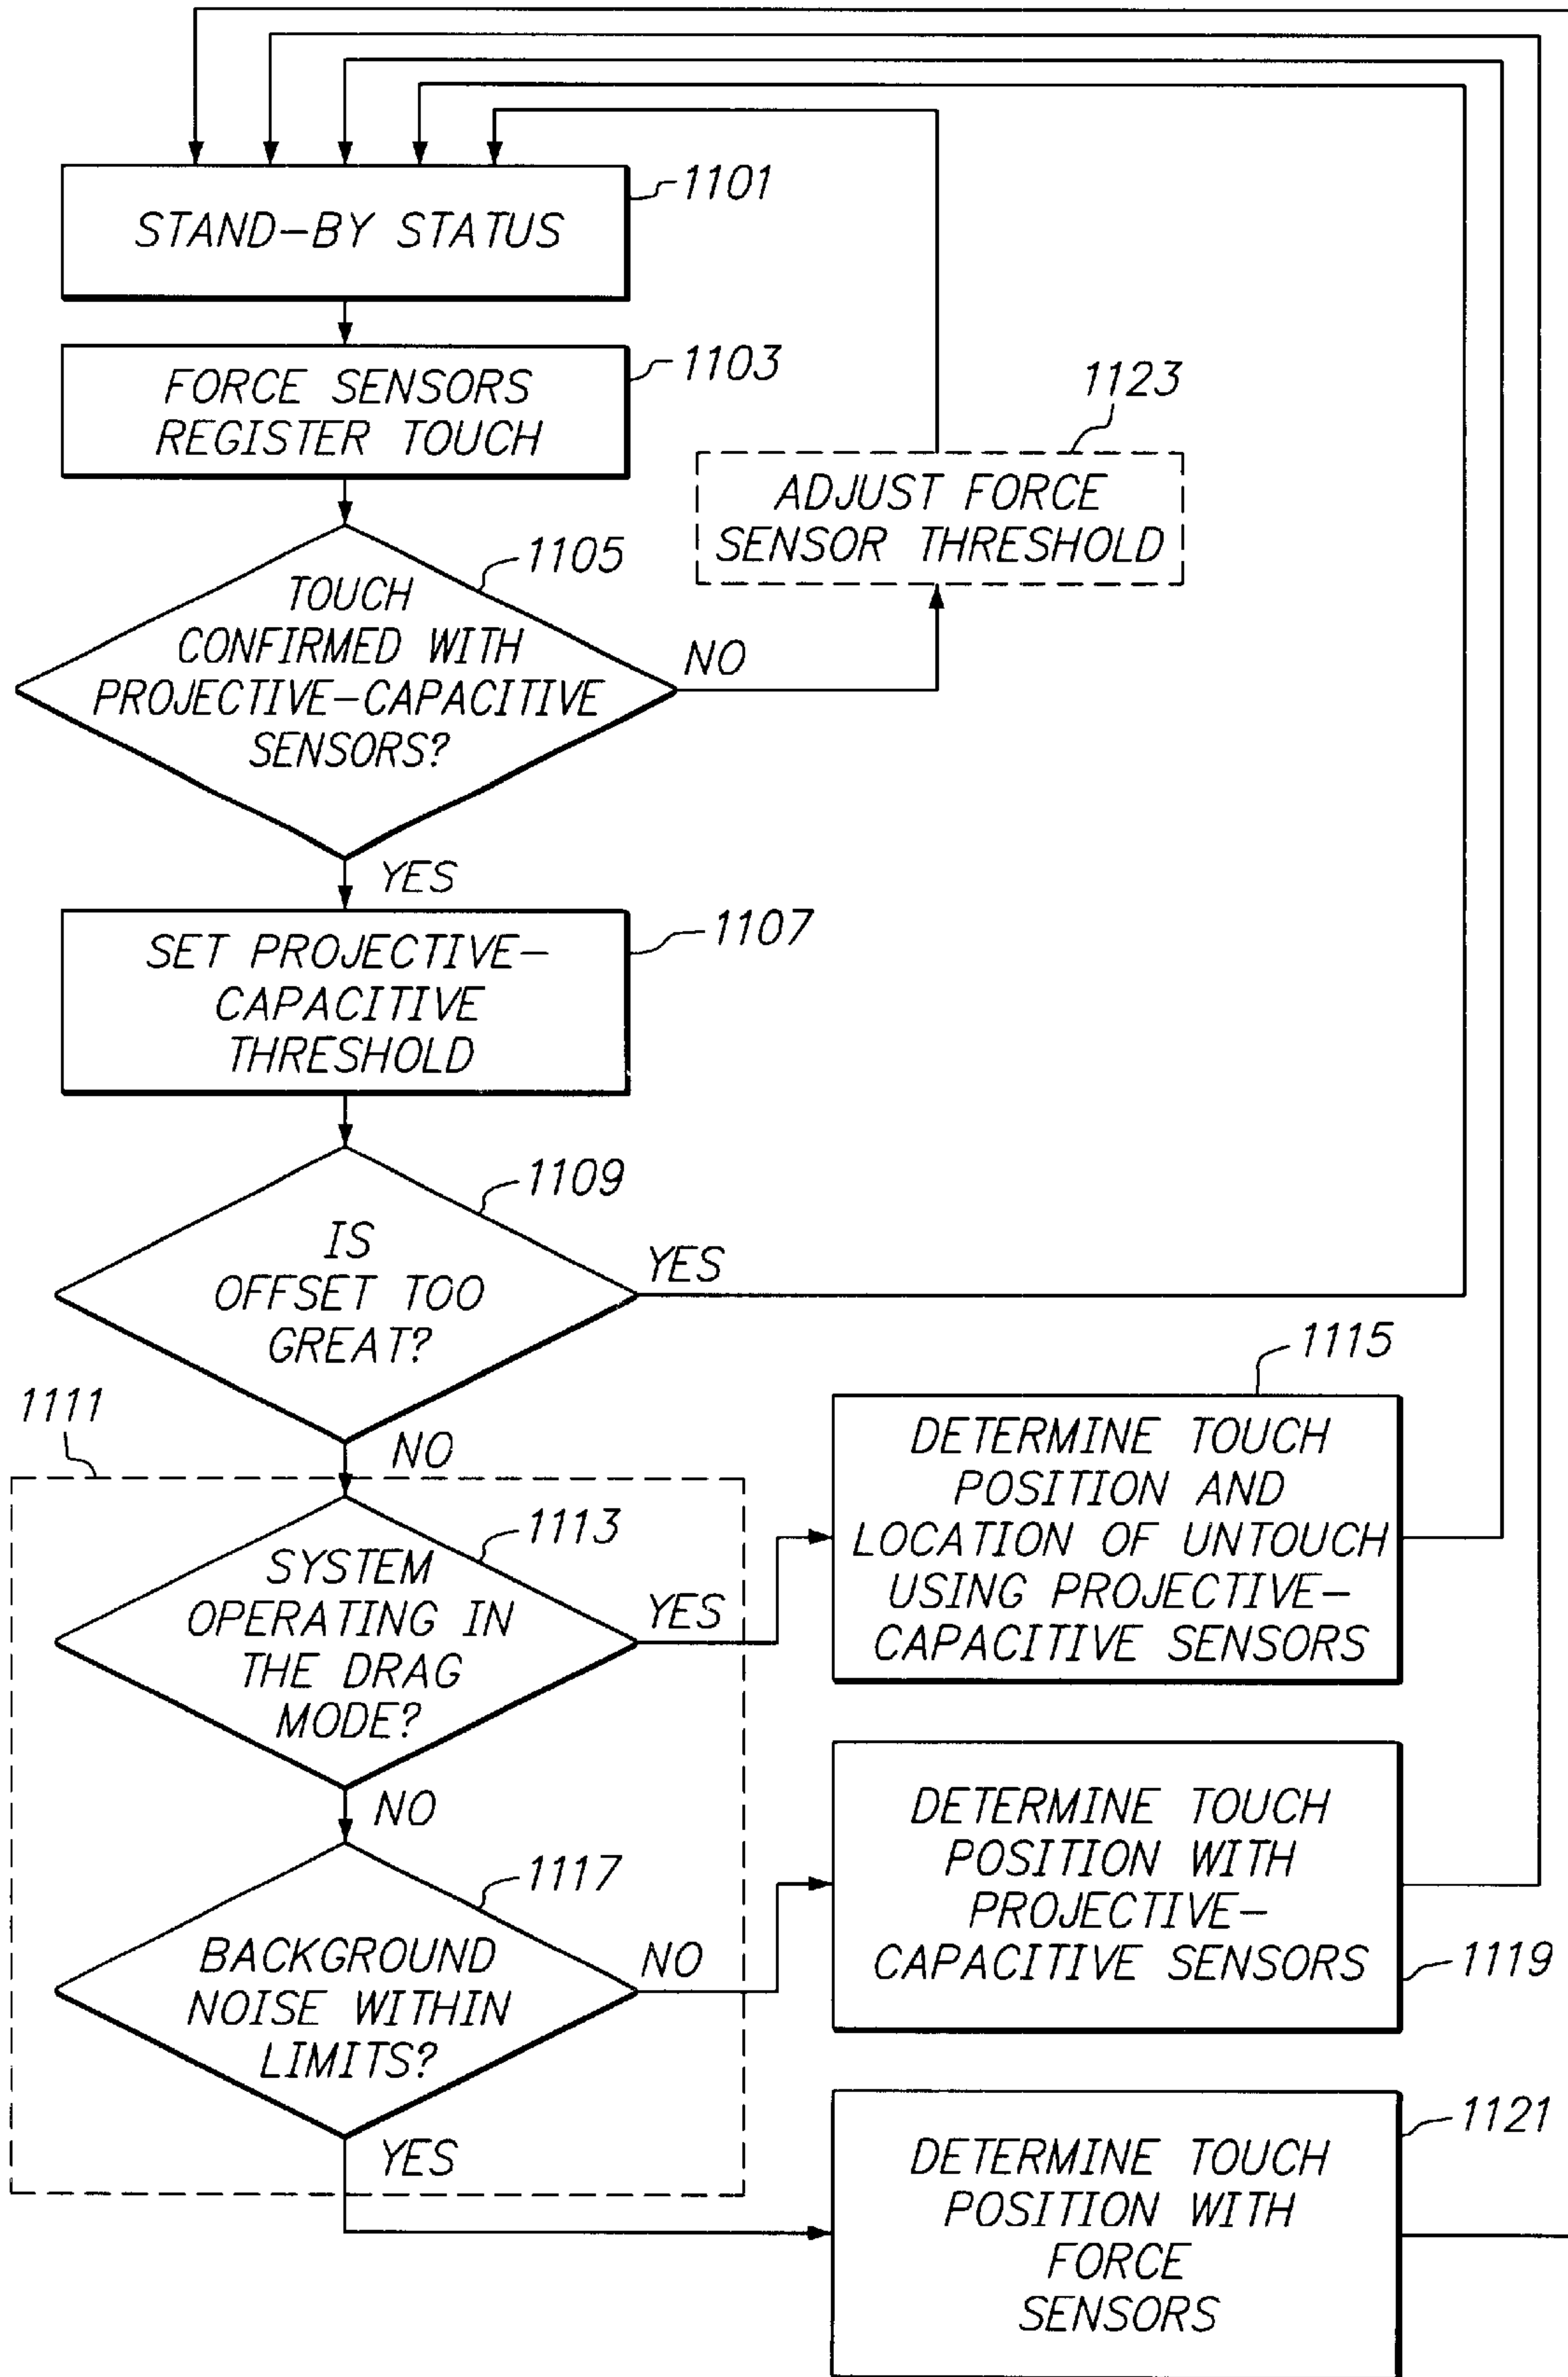 1101
STAND-BY STATUS
1103
FORCE SENSORS
REGISTER TOUCH
1123
ADJUST FORCE
SENSOR THRESHOLD
1105
TOUCH
CONFIRMED WITH
PROJECTIVE-CAPACITIVE
SENSORS?
NO
YES
1107
SET PROJECTIVE-
CAPACITIVE
THRESHOLD
1109
IS
OFFSET TOO
GREAT?
YES
NO
1111
1113
SYSTEM
OPERATING IN
THE DRAG
MODE?
YES
NO
1115
DETERMINE TOUCH
POSITION AND
LOCATION OF UNTOUCH
USING PROJECTIVE-
CAPACITIVE SENSORS
1117
BACKGROUND
NOISE WITHIN
LIMITS?
NO
YES
DETERMINE TOUCH
POSITION WITH
PROJECTIVE-
CAPACITIVE SENSORS
1119
1121
DETERMINE TOUCH
POSITION WITH
FORCE
SENSORS